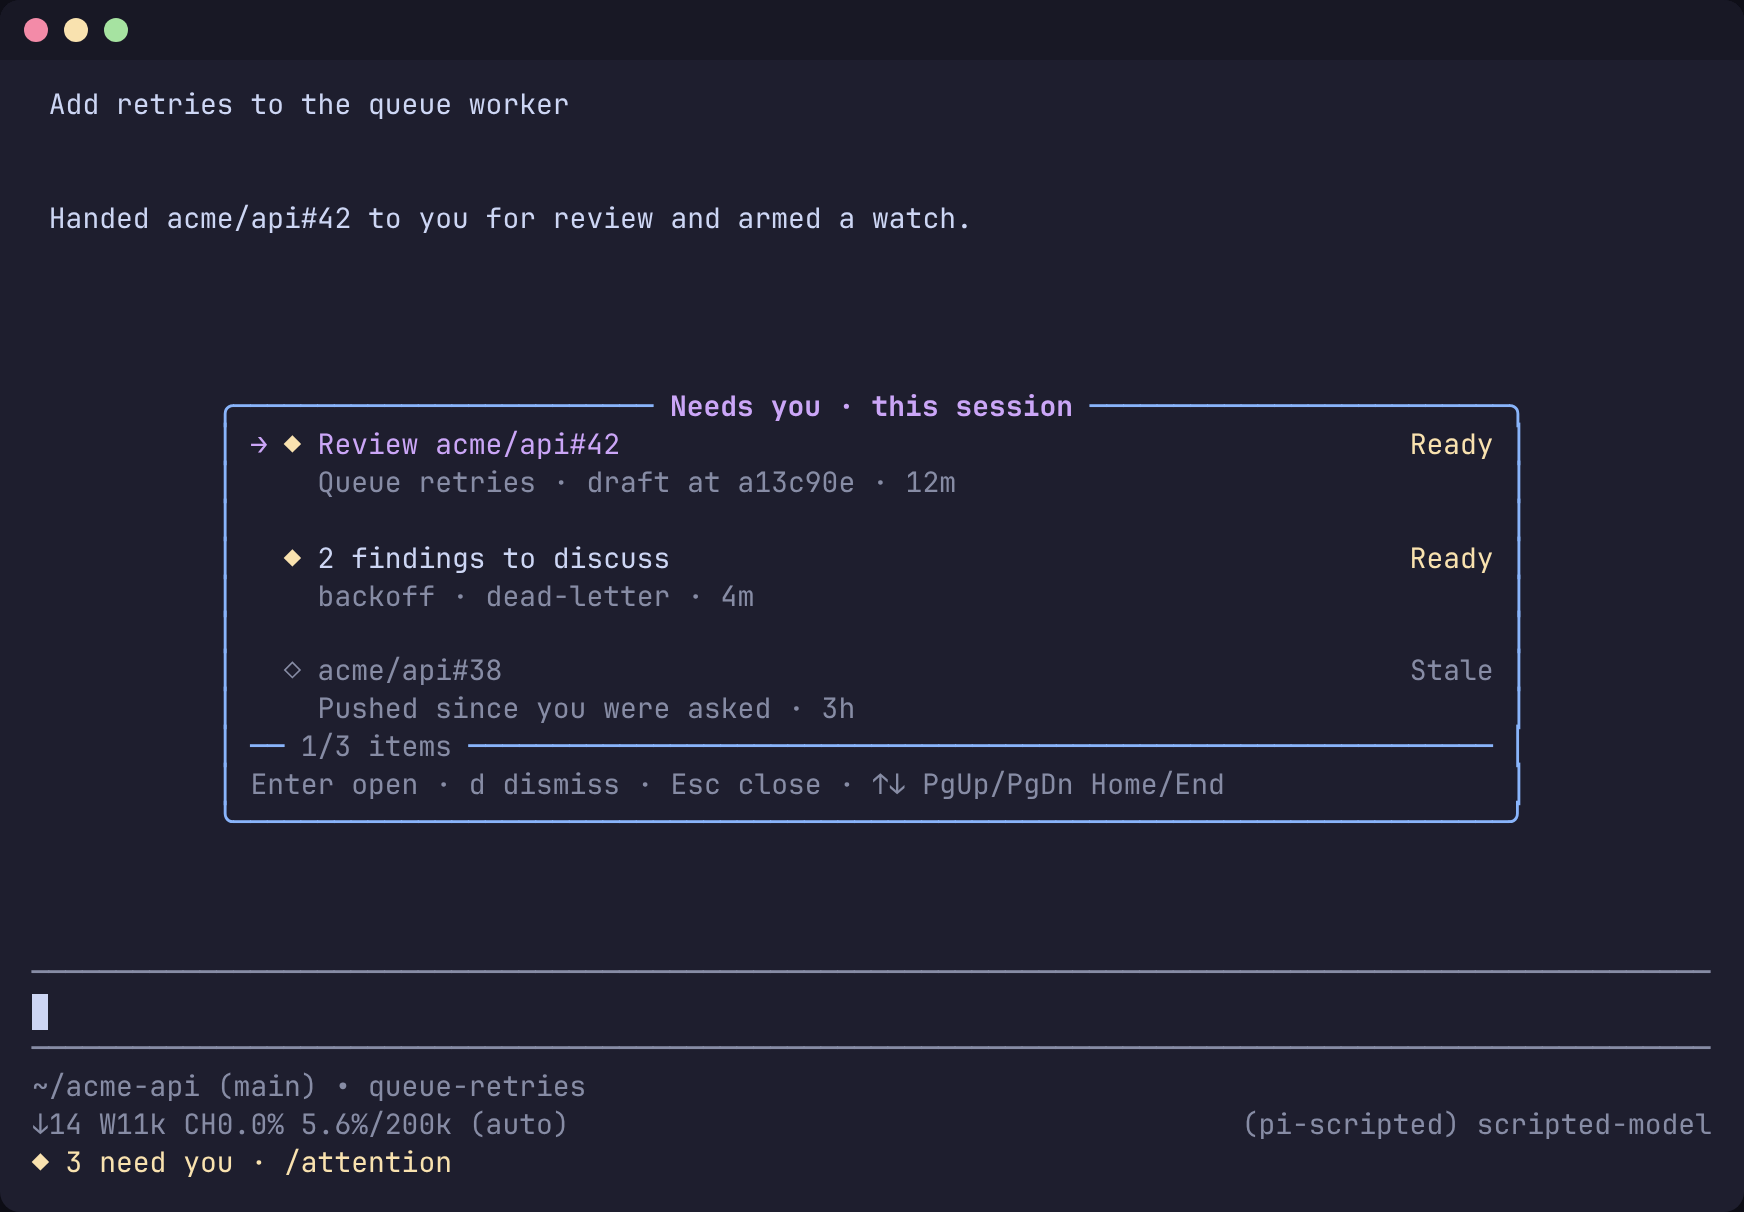 Add retries to the queue worker
Handed acme/api#42 to you for review and armed a watch.
Needs you · this session
→ ◆ Review acme/api#42 Ready
Queue retries · draft at a13c90e · 12m
◆ 2 findings to discuss Ready
backoff · dead-letter · 4m
◇ acme/api#38 Stale
Pushed since you were asked · 3h
1/3 items
Enter open · d dismiss · Esc close · ↑↓ PgUp/PgDn Home/End
~/acme-api (main) • queue-retries
↓14 W11k CH0.0% 5.6%/200k (auto) (pi-scripted) scripted-model
◆ 3 need you · /attention